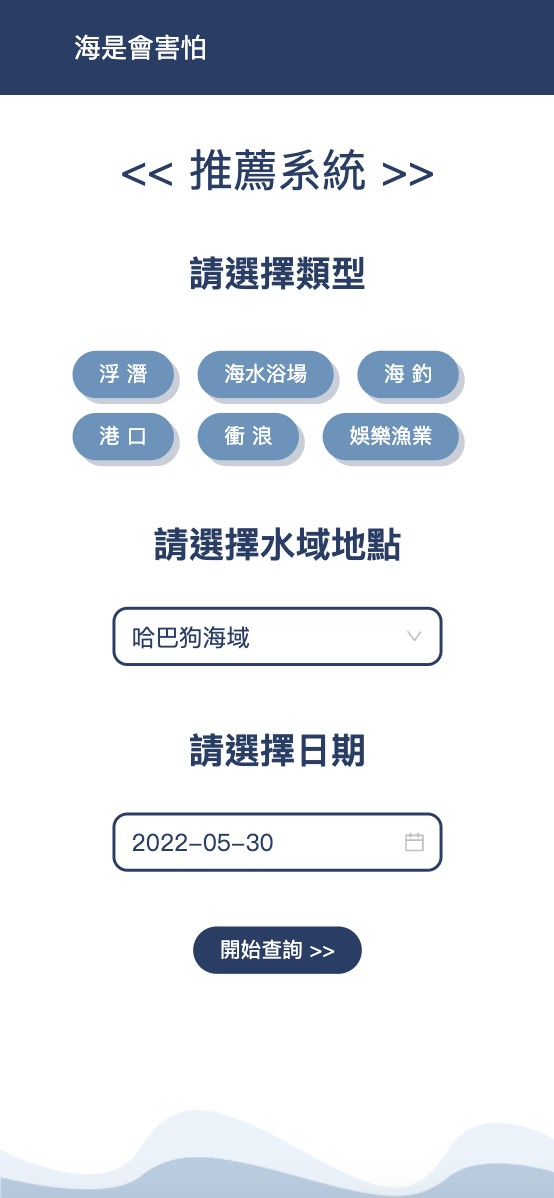 海是會害怕
<< 推薦系統 >>
請選擇類型
浮 潛 海水浴場 海 釣
港 口 衝 浪 娛樂漁業
請選擇水域地點
哈巴狗海域
請選擇日期
2022-05-30
開始查詢 >>